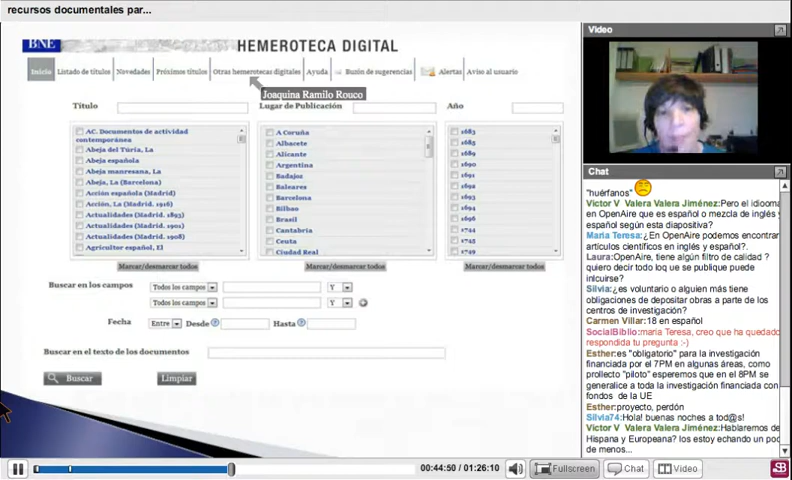 recursos documentales par...
BNE
HEMEROTECA DIGITAL
Inicio
Listado de títulos
Novedades
Próximos títulos
Otras hemerotecas digitales
Ayuda
Buzón de sugerencias
Alertas
Aviso al usuario
Joaquina Ramilo Rouco
Título
Lugar de Publicación
Año
AC. Documentos de actividad
contemporánea
Abeja del Túria, La
Abeja española
Abeja manresana, La
Abeja, La (Barcelona)
Acción española (Madrid)
Acción, La (Madrid. 1916)
Actualidades (Madrid. 1893)
Actualidades (Madrid. 1901)
Actualidades (Madrid. 1908)
Agricultor español, El
A Coruña
Albacete
Alicante
Argentina
Badajoz
Baleares
Barcelona
Bilbao
Brasil
Cantabria
Ceuta
Ciudad Real
1683
1685
1689
1690
1691
1692
1693
1694
1696
1744
Marcar/desmarcar todos
Marcar/desmarcar todos
Marcar/desmarcar todos
Buscar en los campos
Todos los campos
Y
Todos los campos
Y
Fecha
Entre
Desde
Hasta
Buscar en el texto de los documentos
Buscar
Limpiar
Video
Chat
"huérfanos"
Victor V Valera Valera Jiménez:Pero el idioma
en OpenAire que es español o mezcla de inglés y
español según esta diapositiva?
Maria Teresa:¿En OpenAire podemos encontrar
artículos científicos en inglés y español?.
Laura:OpenAire, tiene algún filtro de calidad ?
quiero decir todo loq ue se publique puede
inlcuirse?
Silvia:¿es voluntario o alguien más tiene
obligaciones de depositar obras a parte de los
centros de investigación?
Carmen Villar:18 en español
SocialBiblio:maria Teresa, creo que ha quedado
respondida tu pregunta :-)
Esther:es "obligatorio" para la investigación
financiada por el 7PM en algunas áreas, como
prollecto "piloto" esperemos que en el 8PM se
generalice a toda la investigación financiada con
fondos de la UE
Esther:proyecto, perdón
Silvia74:Hola! buenas noches a tod@s!
Victor V Valera Valera Jiménez:Hablaremos de
Hispana y Europeana? los estoy echando un poc
de menos...
00:44:50 / 01:26:10
Fullscreen
Chat
Video
SB